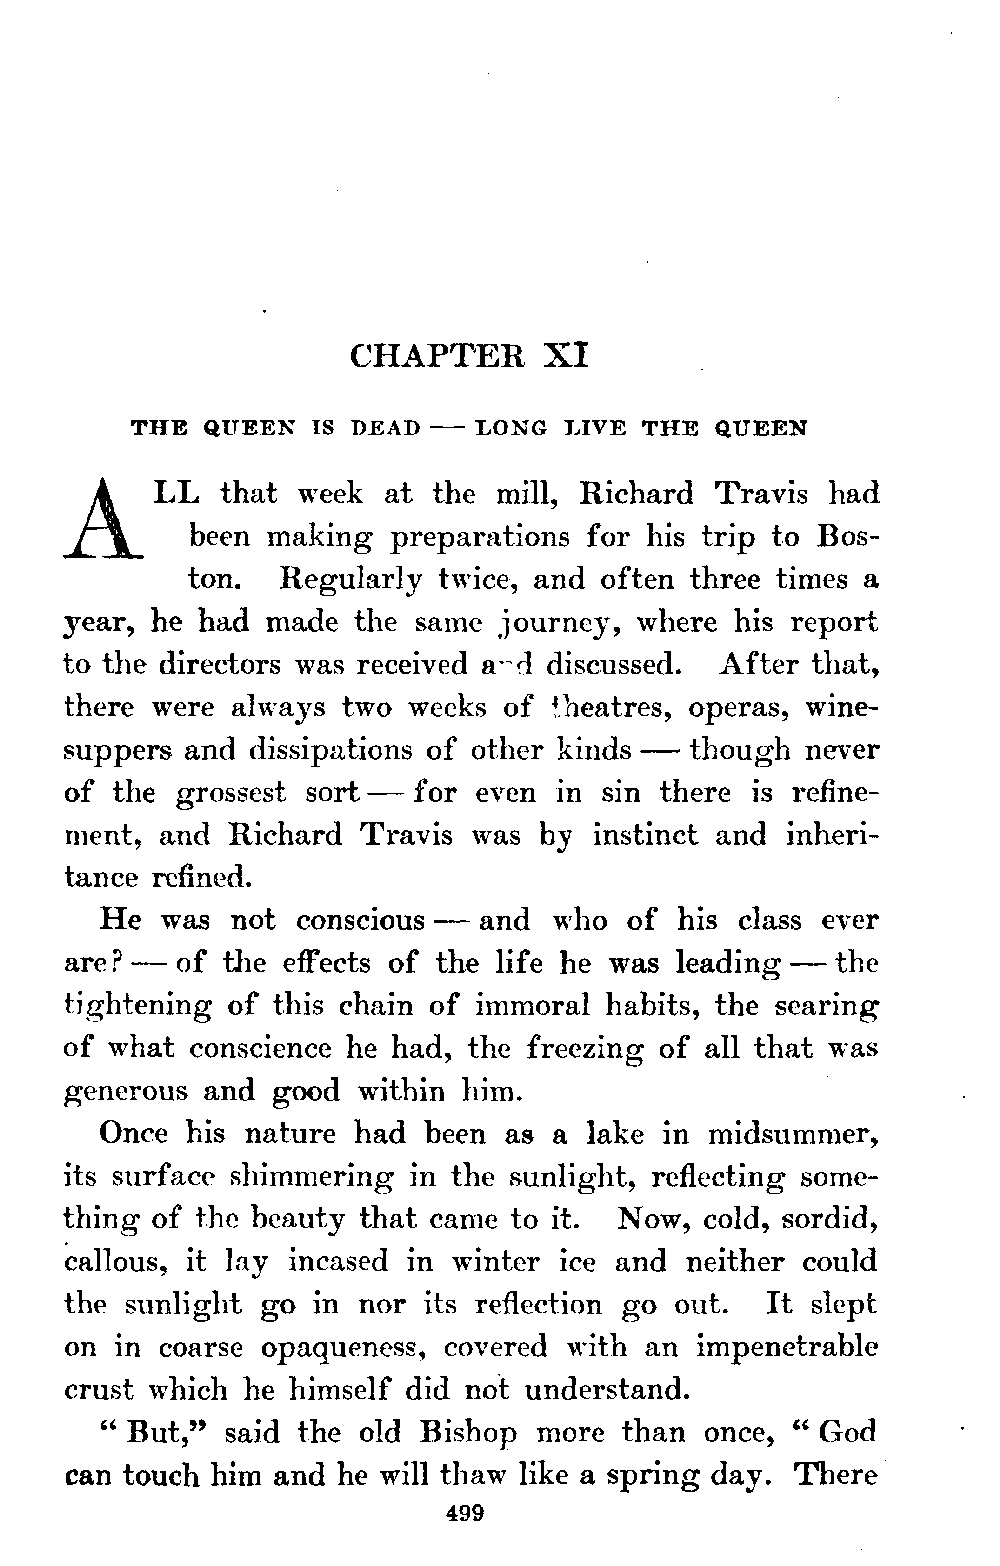 CHAPTER XI
THE QUEEN IS DEAD — LONG LIVE THE QUEEN
ALL that week at the mill, Richard Travis had
been making preparations for his trip to Bos-
ton. Regularly twice, and often three times a
year, he had made the same journey, where his report
to the directors was received and discussed. After that,
there were always two weeks of theatres, operas, wine-
suppers and dissipations of other kinds — though never
of the grossest sort — for even in sin there is refine-
ment, and Richard Travis was by instinct and inheri-
tance refined.
He was not conscious — and who of his class ever
are? — of the effects of the life he was leading — the
tightening of this chain of immoral habits, the searing
of what conscience he had, the freezing of all that was
generous and good within him.
Once his nature had been as a lake in midsummer,
its surface shimmering in the sunlight, reflecting some-
thing of the beauty that came to it. Now, cold, sordid,
callous, it lay incased in winter ice and neither could
the sunlight go in nor its reflection go out. It slept
on in coarse opaqueness, covered with an impenetrable
crust which he himself did not understand.
“ But,” said the old Bishop more than once, “ God
can touch him and he will thaw like a spring day. There
499